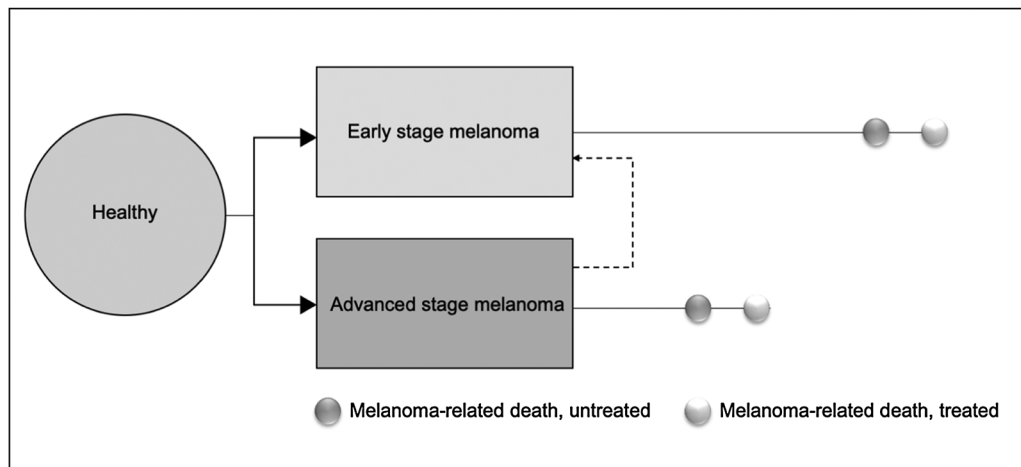 Healthy
Early stage melanoma
Advanced stage melanoma
Melanoma-related death, untreated
Melanoma-related death, treated